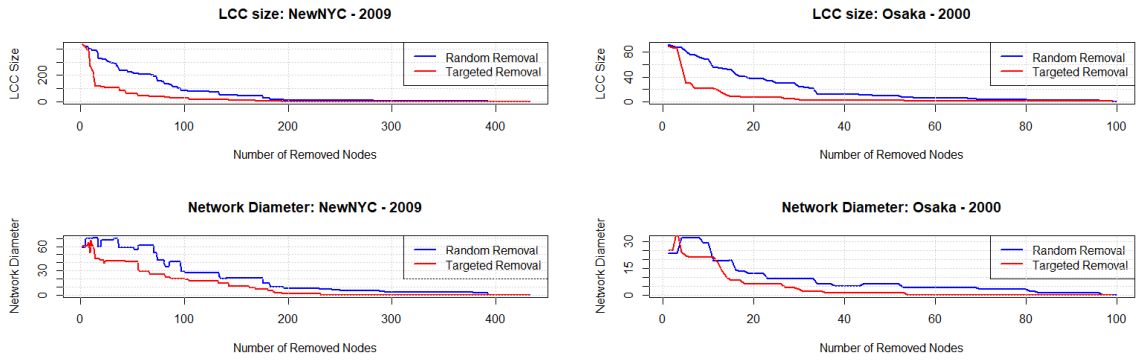 LCC size: NewNYC - 2009
LCC Size
0 200
Random Removal
Targeted Removal
0 100 200 300 400
Number of Removed Nodes
LCC size: Osaka - 2000
LCC Size
0 40 80
Random Removal
Targeted Removal
0 20 40 60 80 100
Number of Removed Nodes
Network Diameter: NewNYC - 2009
Network Diameter
0 30 60
Random Removal
Targeted Removal
0 100 200 300 400
Number of Removed Nodes
Network Diameter: Osaka - 2000
Network Diameter
0 15 30
Random Removal
Targeted Removal
0 20 40 60 80 100
Number of Removed Nodes